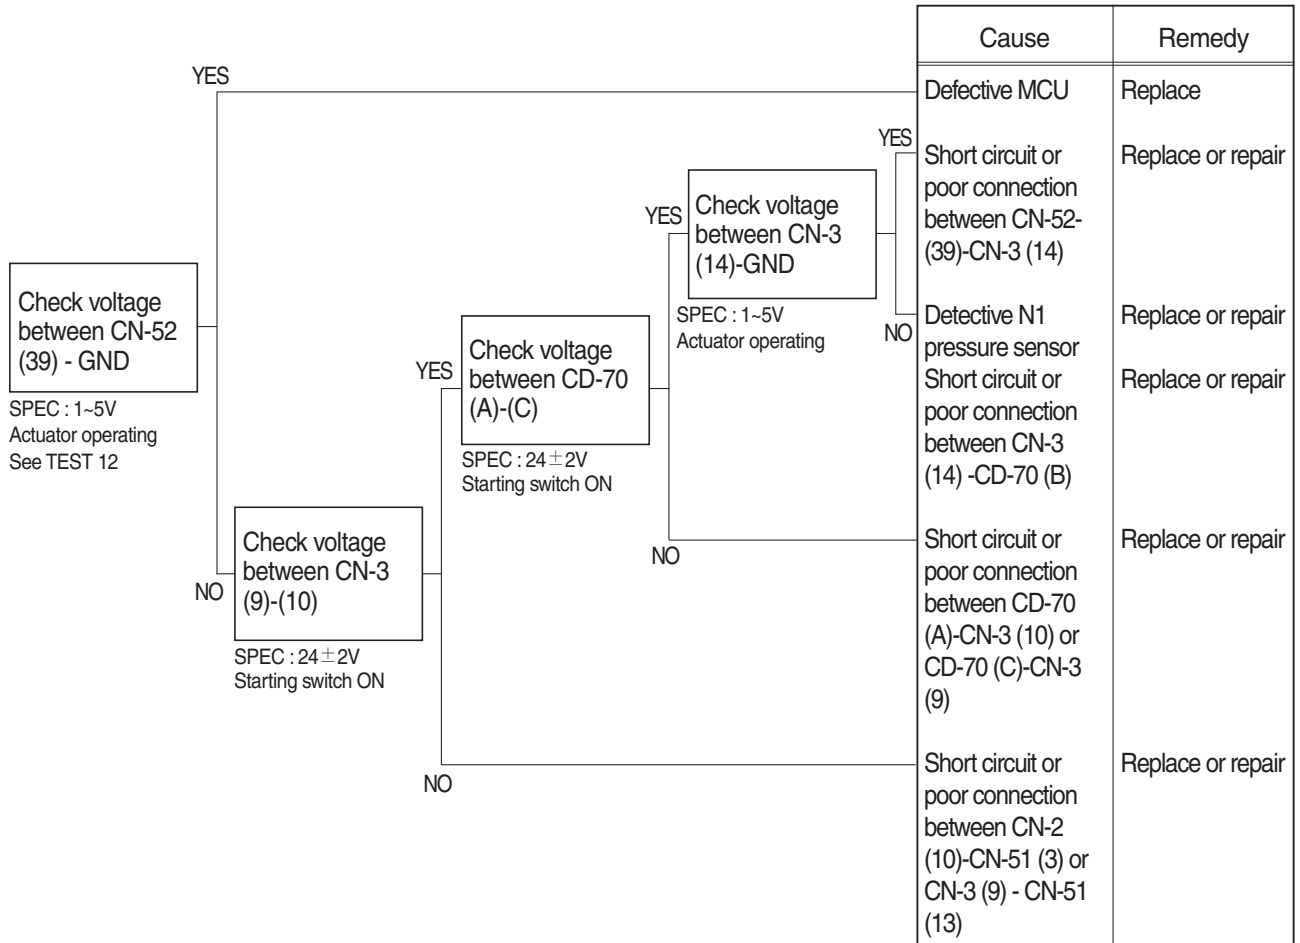 Cause
Remedy
YES
Defective MCU
Replace
YES
Short circuit or
poor connection
between CN-52-
(39)-CN-3 (14)
Replace or repair
YES
Check voltage
between CN-3
(14)-GND
SPEC : 1~5V
Actuator operating
NO
Detective N1
pressure sensor
Replace or repair
Short circuit or
poor connection
between CN-3
(14) -CD-70 (B)
Replace or repair
Check voltage
between CN-52
(39) - GND
SPEC : 1~5V
Actuator operating
See TEST 12
YES
Check voltage
between CD-70
(A)-(C)
SPEC : 24±2V
Starting switch ON
NO
Short circuit or
poor connection
between CD-70
(A)-CN-3 (10) or
CD-70 (C)-CN-3
(9)
Replace or repair
NO
Check voltage
between CN-3
(9)-(10)
SPEC : 24±2V
Starting switch ON
NO
Short circuit or
poor connection
between CN-2
(10)-CN-51 (3) or
CN-3 (9) - CN-51
(13)
Replace or repair